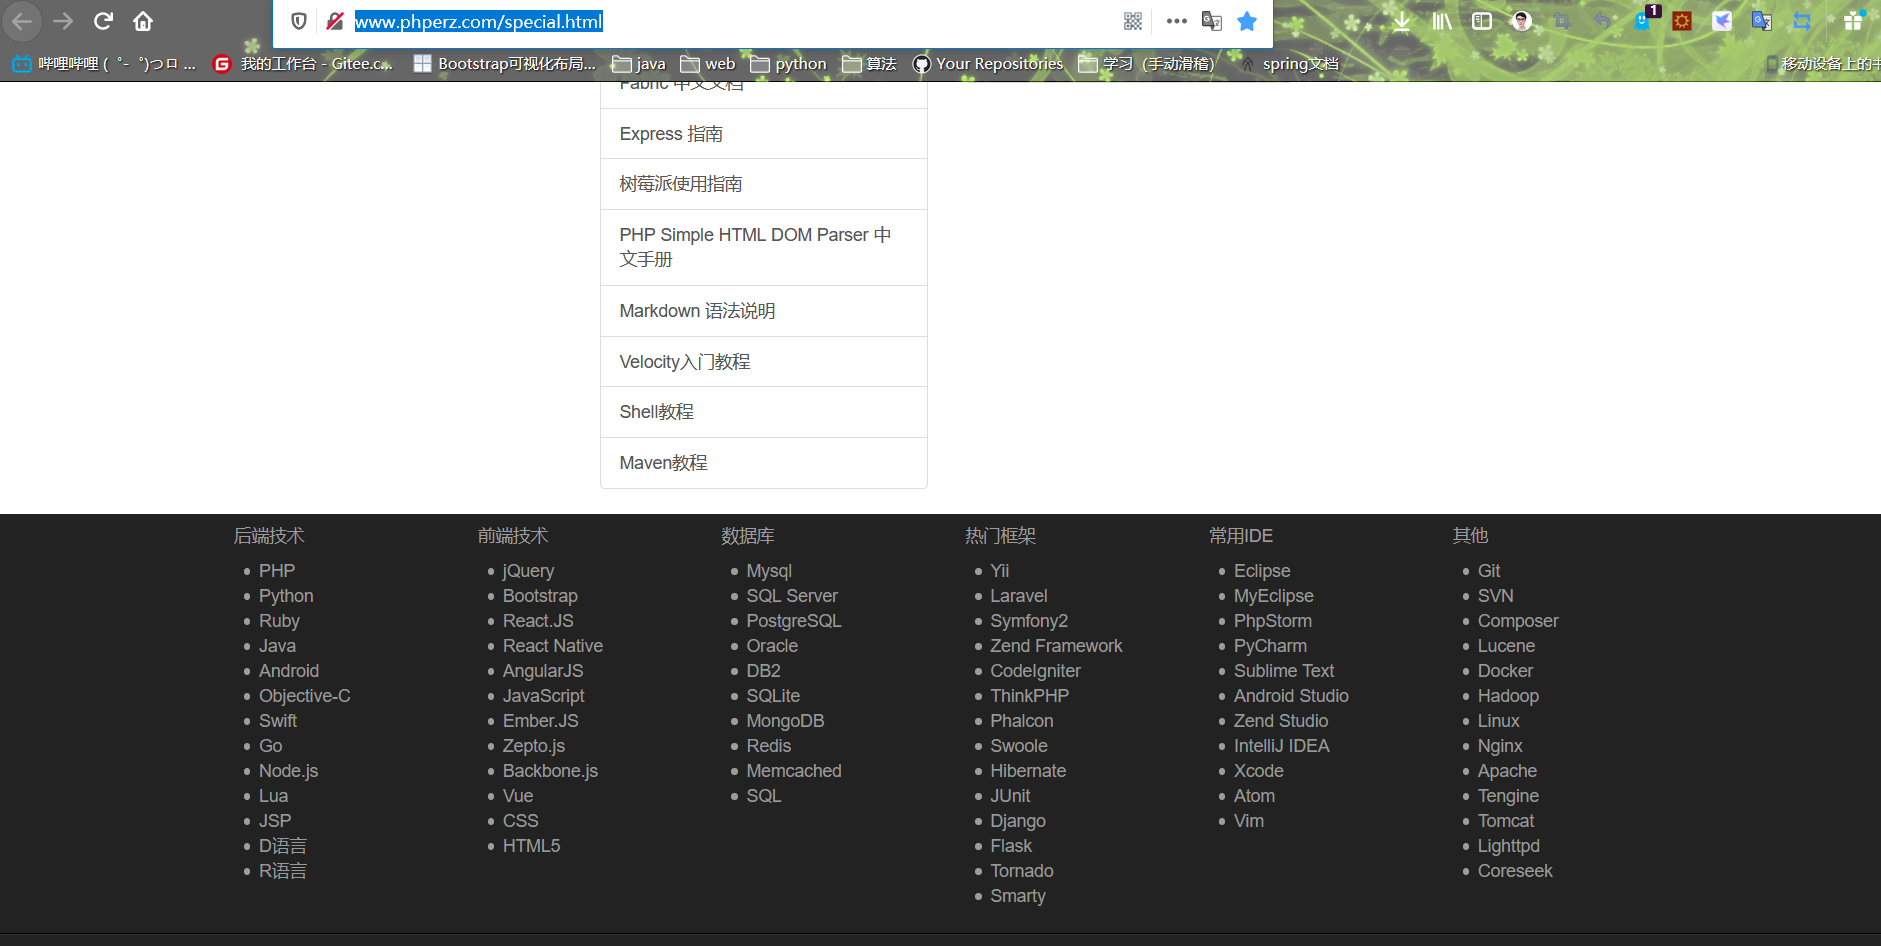 www.phperz.com/special.html
1
哔哩哔哩 ( ゜- ゜)つロ ...
我的工作台 - Gitee.c...
Bootstrap可视化布局...
java
web
python
算法
Your Repositories
学习（手动滑稽）
spring文档
移动设备上的书
Fabric 中文文档
Express 指南
树莓派使用指南
PHP Simple HTML DOM Parser 中
文手册
Markdown 语法说明
Velocity入门教程
Shell教程
Maven教程
后端技术
PHP
Python
Ruby
Java
Android
Objective-C
Swift
Go
Node.js
Lua
JSP
D语言
R语言
前端技术
jQuery
Bootstrap
React.JS
React Native
AngularJS
JavaScript
Ember.JS
Zepto.js
Backbone.js
Vue
CSS
HTML5
数据库
Mysql
SQL Server
PostgreSQL
Oracle
DB2
SQLite
MongoDB
Redis
Memcached
SQL
热门框架
Yii
Laravel
Symfony2
Zend Framework
CodeIgniter
ThinkPHP
Phalcon
Swoole
Hibernate
JUnit
Django
Flask
Tornado
Smarty
常用IDE
Eclipse
MyEclipse
PhpStorm
PyCharm
Sublime Text
Android Studio
Zend Studio
IntelliJ IDEA
Xcode
Atom
Vim
其他
Git
SVN
Composer
Lucene
Docker
Hadoop
Linux
Nginx
Apache
Tengine
Tomcat
Lighttpd
Coreseek